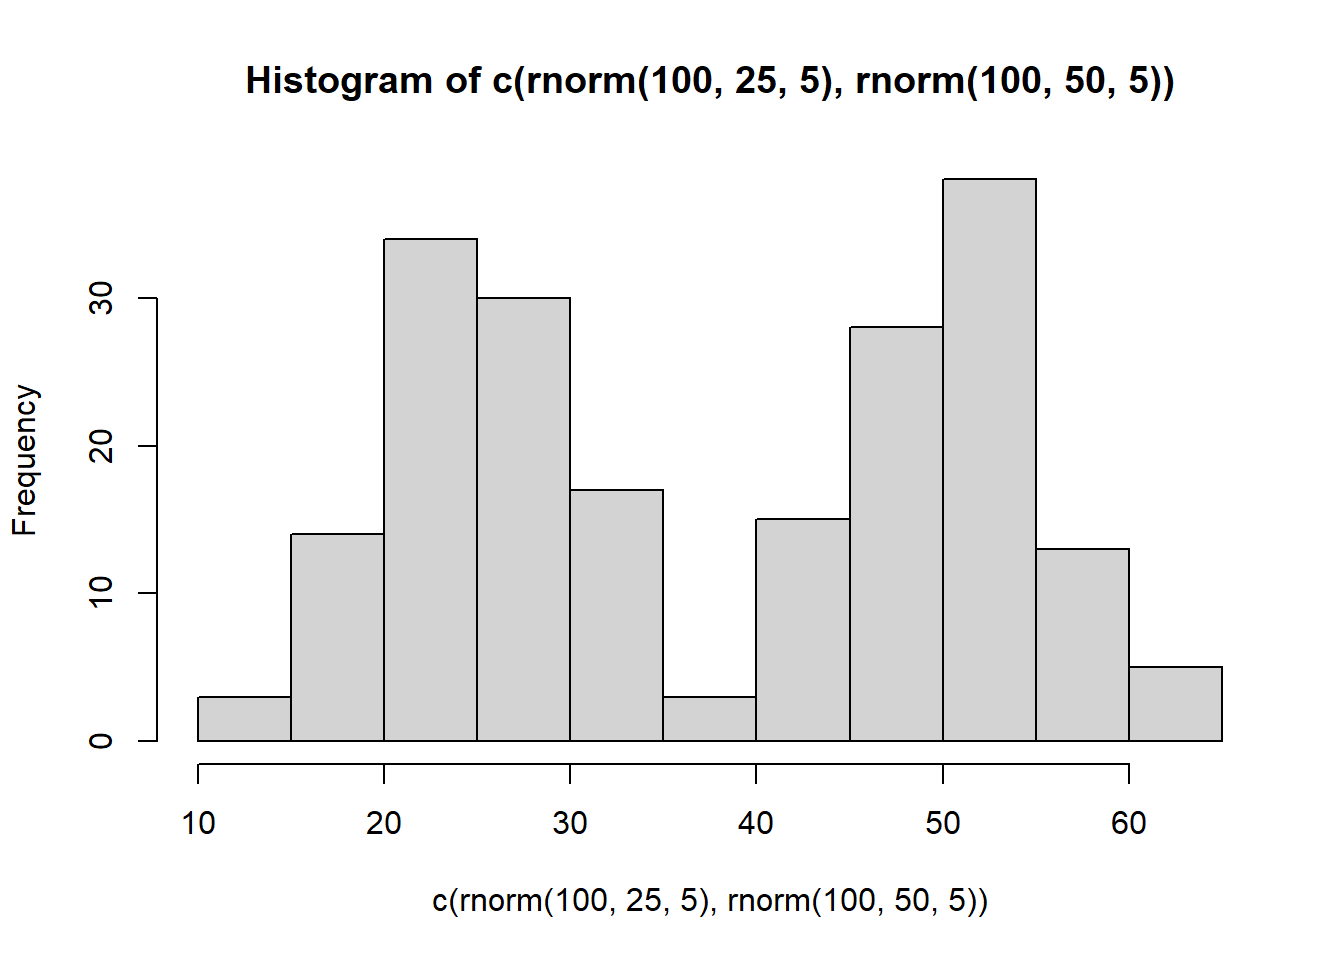 Histogram of c(rnorm(100, 25, 5), rnorm(100, 50, 5))
Frequency
30
20
10
0
10 20 30 40 50 60
c(rnorm(100, 25, 5), rnorm(100, 50, 5))